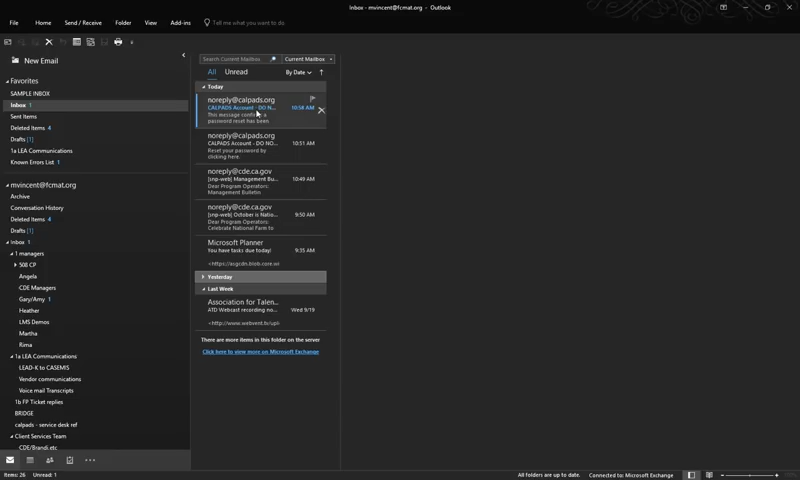 Inbox - mvincent@fcmat.org - Outlook
File Home Send / Receive Folder View Add-ins Tell me what you want to do
New Email
Search Current Mailbox Current Mailbox
All Unread By Date
Favorites
SAMPLE INBOX
Inbox 1
Sent Items
Deleted Items 4
Drafts [1]
1a LEA Communications
Known Errors List 1
mvincent@fcmat.org
Archive
Conversation History
Deleted Items 4
Drafts [1]
Inbox 1
1 managers
508 CP
Angela
CDE Managers
Gary/Amy 1
Heather
LMS Demos
Martha
Rima
1a LEA Communications
LEAD-K to CASEMIS
Vendor communications
Voice mail Transcripts
1b FP Ticket replies
BRIDGE
calpads - service desk ref
Client Services Team
CDE/Brandi etc
Today
noreply@calpads.org
CALPADS Account - DO N... 10:58 AM
This message confirms a
password reset has been
noreply@calpads.org
CALPADS Account - DO NO... 10:51 AM
Reset your password by
clicking here.
noreply@cde.ca.gov
[snp-web] Management Bu... 10:49 AM
Dear Program Operators:
Management Bulletin
noreply@cde.ca.gov
[snp-web] October is Natio... 9:50 AM
Dear Program Operators:
Celebrate National Farm to
Microsoft Planner
You have tasks due today! 9:35 AM
<https://asgcdn.blob.core.wi
Yesterday
Last Week
Association for Talen...
ATD Webcast recording no... Wed 9/19
<http://www.webvent.tv/upl
There are more items in this folder on the server
Click here to view more on Microsoft Exchange
Items: 26 Unread: 1 All folders are up to date. Connected to: Microsoft Exchange